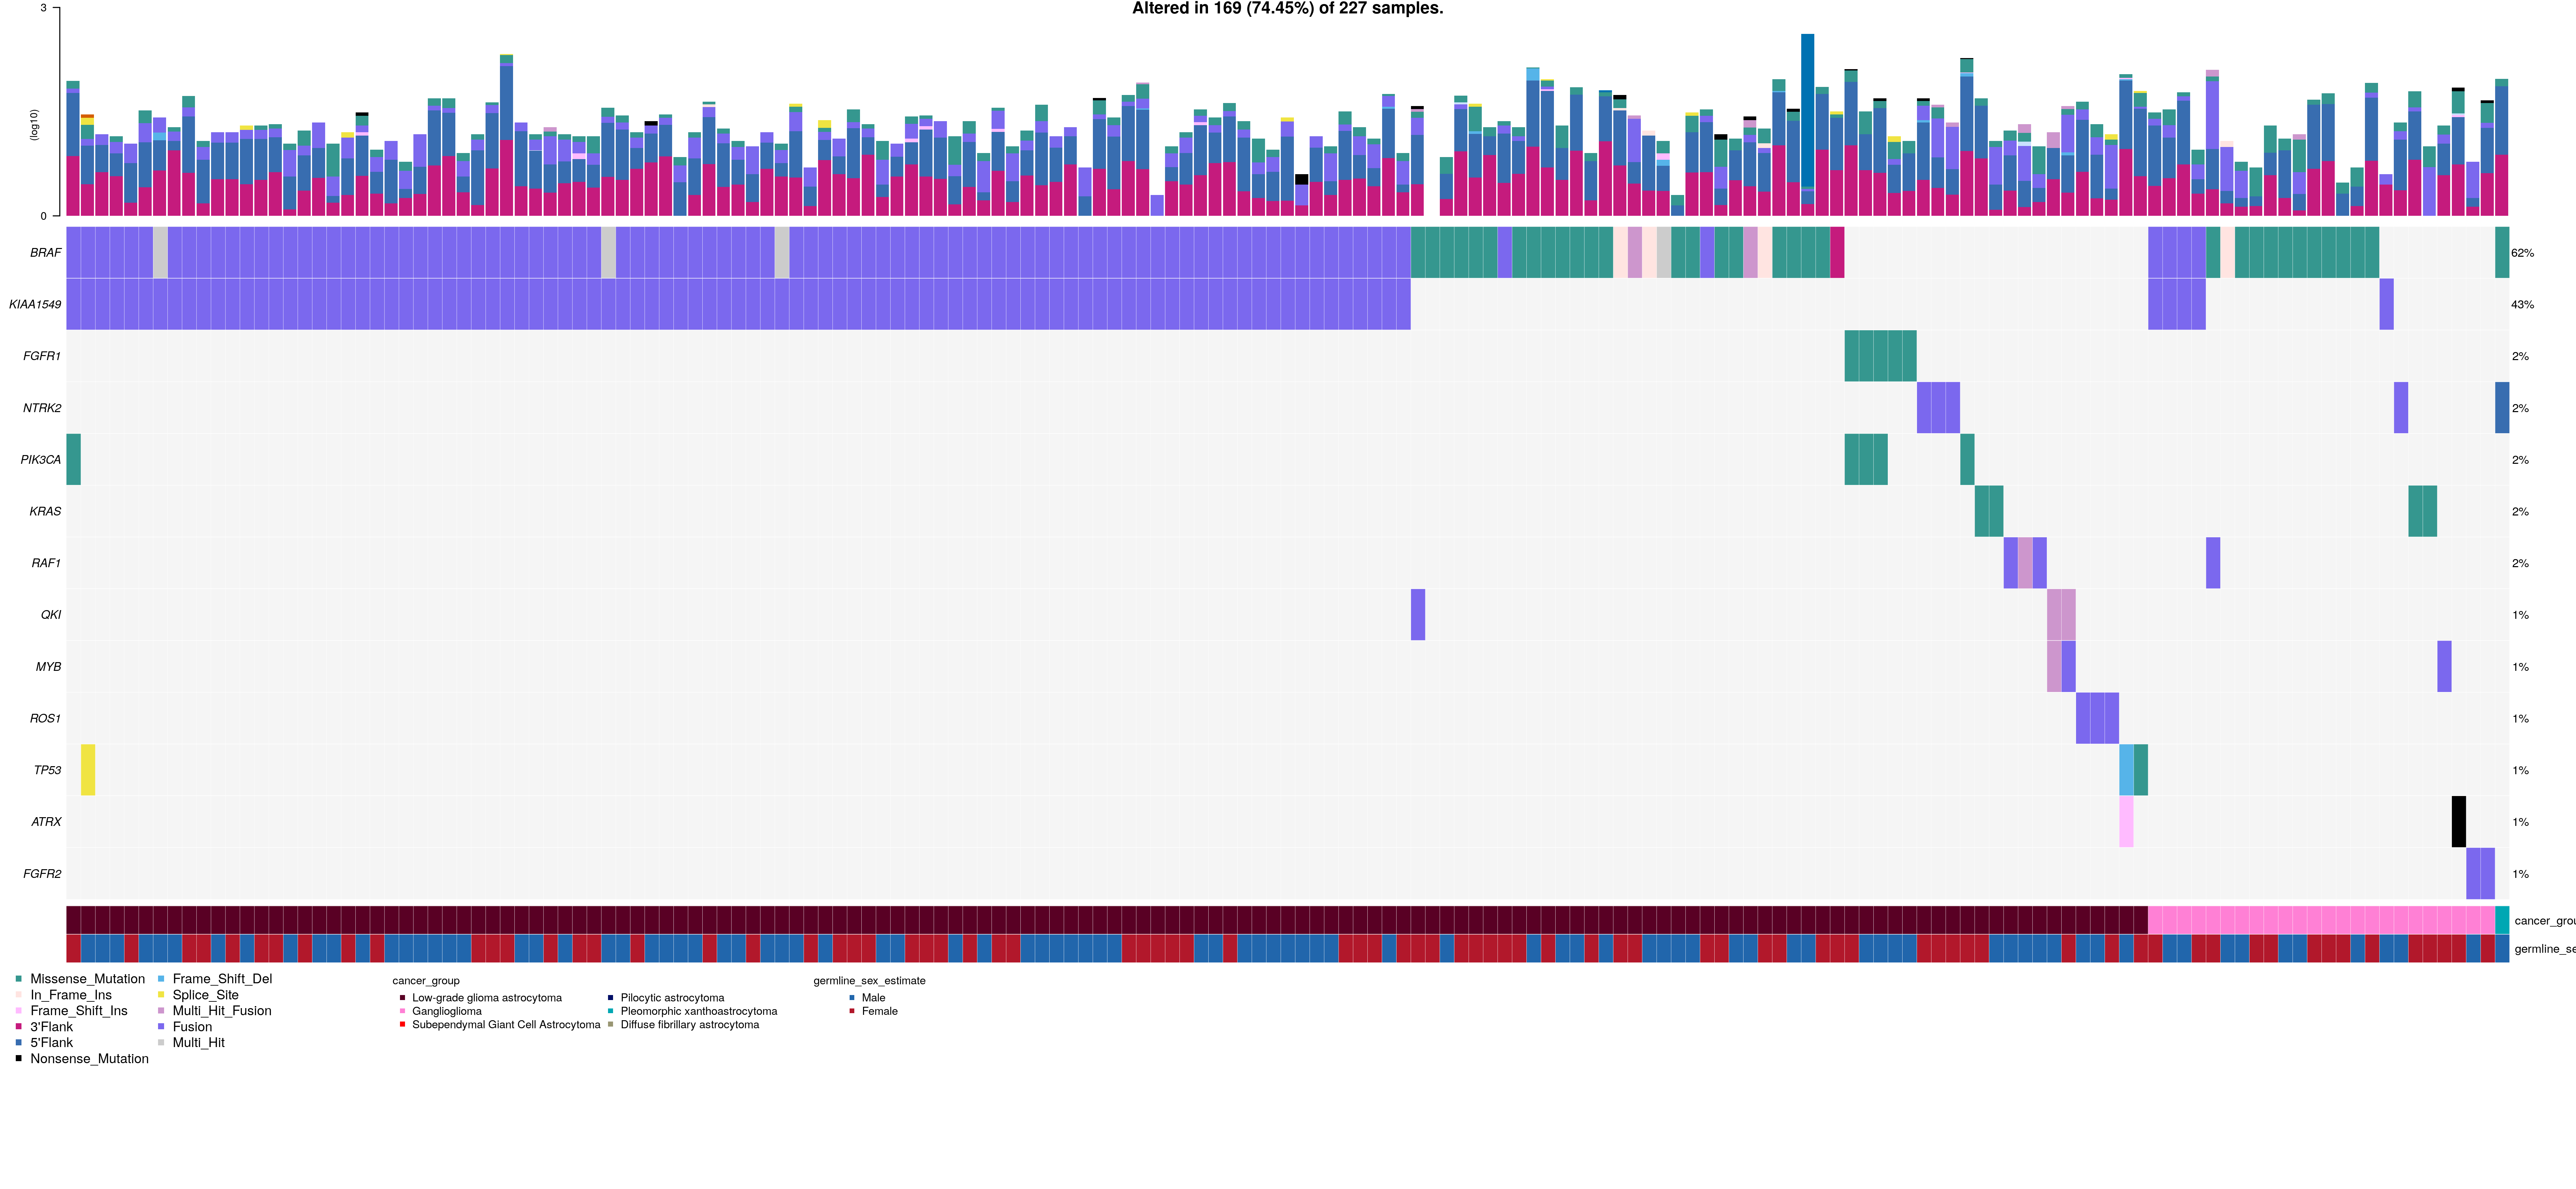 Altered in 169 (74.45%) of 227 samples.
3
(log10)
0
BRAF 62%
KIAA1549 43%
FGFR1 2%
NTRK2 2%
PIK3CA 2%
KRAS 2%
RAF1 2%
QKI 1%
MYB 1%
ROS1 1%
TP53 1%
ATRX 1%
FGFR2 1%
cancer_grou
germline_se
Missense_Mutation
In_Frame_Ins
Frame_Shift_Ins
3'Flank
5'Flank
Nonsense_Mutation
Frame_Shift_Del
Splice_Site
Multi_Hit_Fusion
Fusion
Multi_Hit
cancer_group
Low-grade glioma astrocytoma
Ganglioglioma
Subependymal Giant Cell Astrocytoma
Pilocytic astrocytoma
Pleomorphic xanthoastrocytoma
Diffuse fibrillary astrocytoma
germline_sex_estimate
Male
Female